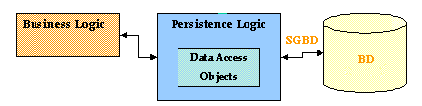 Business Logic
Persistence Logic
Data Access
Objects
SGBD
BD